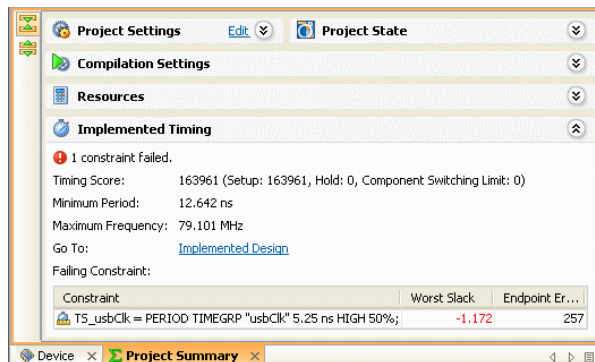 Project Settings Edit Project State
Compilation Settings
Resources
Implemented Timing
1 constraint failed.
Timing Score: 163961 (Setup: 163961, Hold: 0, Component Switching Limit: 0)
Minimum Period: 12.642 ns
Maximum Frequency: 79.101 MHz
Go To: Implemented Design
Failing Constraint:
Constraint Worst Slack Endpoint Er...
TS_usbClk = PERIOD TIMEGRP "usbClk" 5.25 ns HIGH 50%; -1.172 257
Device Project Summary